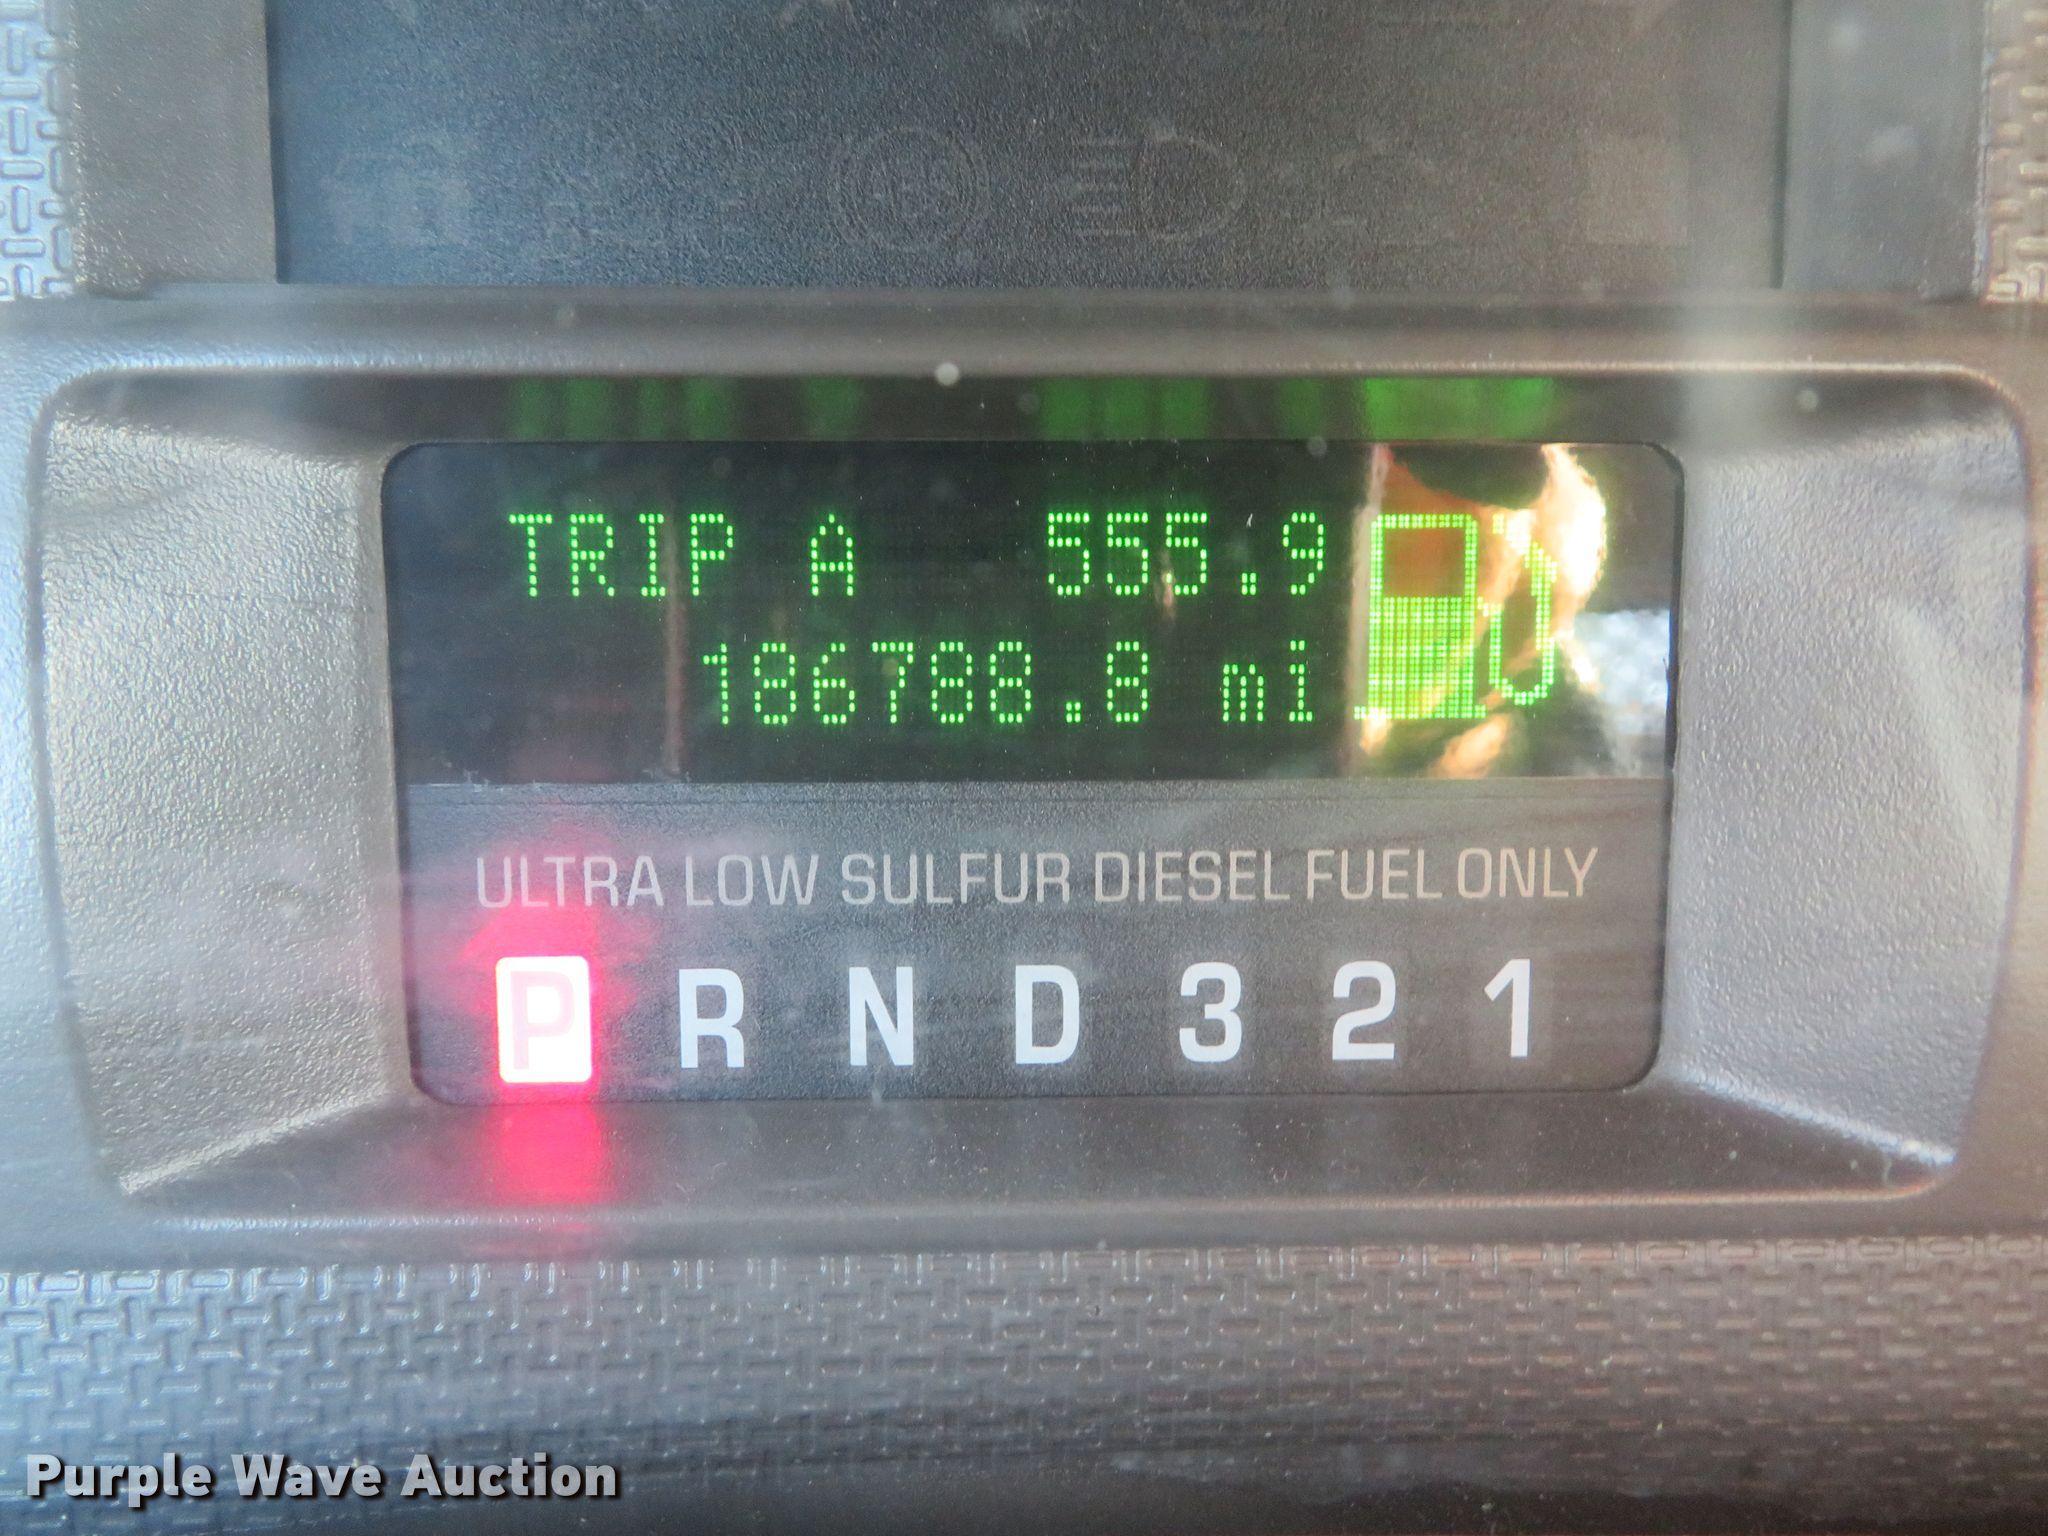 TRIP A 555.9
186788.8 mi
ULTRA LOW SULFUR DIESEL FUEL ONLY
P R N D 3 2 1
Purple Wave Auction